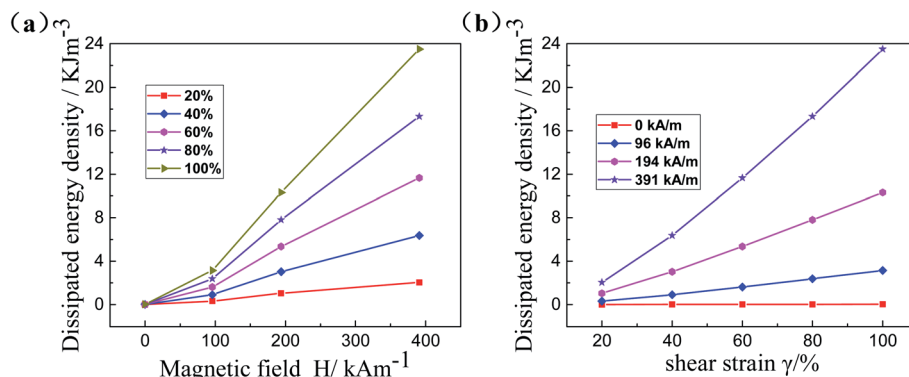 (a)
24
20
16
12
8
4
0
Dissipated energy density / KJm-3
20%
40%
60%
80%
100%
0 100 200 300 400 500
Magnetic field H/ kAm-1
(b)
24
20
16
12
8
4
0
Dissipated energy density / KJm-3
0 kA/m
96 kA/m
194 kA/m
391 kA/m
20 40 60 80 100
shear strain γ/%